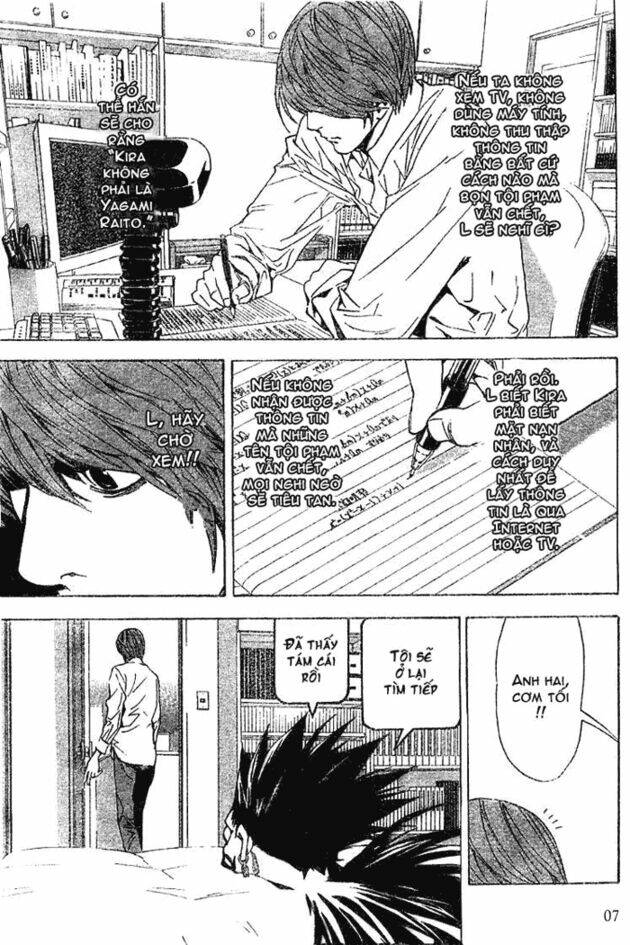 NẾU TA KHÔNG
XEM TV, KHÔNG
DÙNG MÁY TÍNH,
KHÔNG THU THẬP
THÔNG TIN
BẰNG BẤT CỨ
CÁCH NÀO MÀ
BỌN TỘI PHẠM
VẪN CHẾT,
L SẼ NGHĨ GÌ?
CÓ
THỂ HẮN
SẼ CHO
RẰNG
"KIRA
KHÔNG
PHẢI LÀ
YAGAMI
RAITO."
PHẢI RỒI.
L BIẾT KIRA
PHẢI BIẾT
MẶT NẠN
NHÂN, VÀ
CÁCH DUY
NHẤT ĐỂ
LẤY THÔNG
TIN LÀ QUA
INTERNET
HOẶC TV.
NẾU KHÔNG
NHẬN ĐƯỢC
THÔNG TIN
MÀ NHỮNG
TÊN TỘI PHẠM
VẪN CHẾT,
MỌI NGHI NGỜ
SẼ TIÊU TAN.
L, HÃY
CHỜ
XEM!!
ANH HAI,
CƠM TỐI
!!
TÔI SẼ
Ở LẠI
TÌM TIẾP
ĐÃ THẤY
TÁM CÁI
RỒI
07